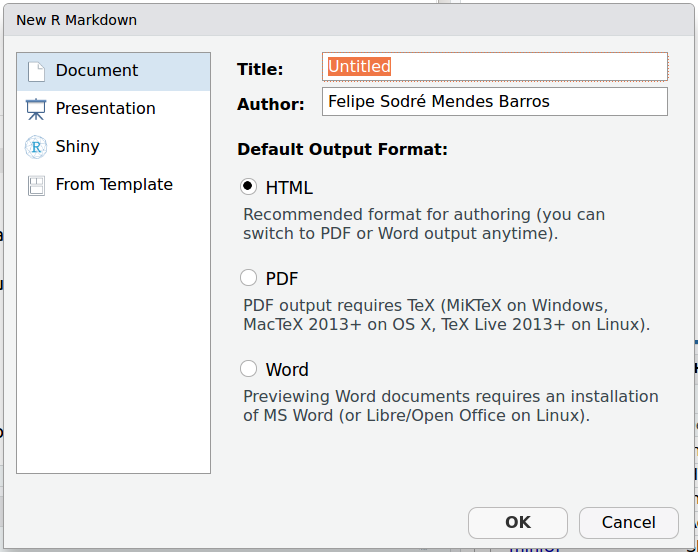 New R Markdown
Document
Presentation
Shiny
From Template
Title: Untitled
Author: Felipe Sodré Mendes Barros
Default Output Format:
HTML
Recommended format for authoring (you can
switch to PDF or Word output anytime).
PDF
PDF output requires TeX (MiKTeX on Windows,
MacTeX 2013+ on OS X, TeX Live 2013+ on Linux).
Word
Previewing Word documents requires an installation
of MS Word (or Libre/Open Office on Linux).
OK Cancel